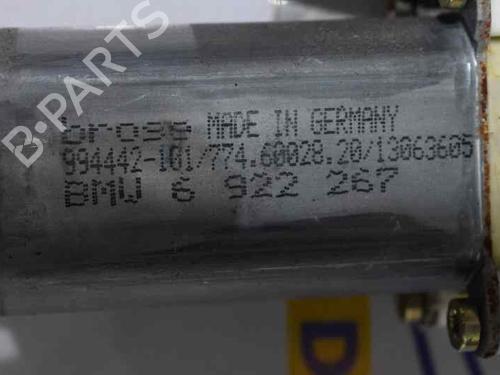 brose MADE IN GERMANY
994442-101/774.60028.20/13063605
BMW 6 922 267
B-PARTS
D